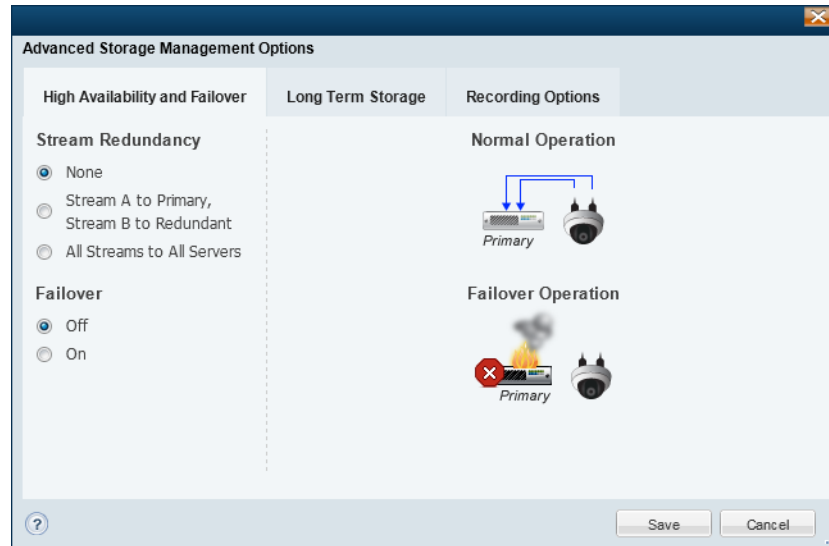 Advanced Storage Management Options
High Availability and Failover
Long Term Storage
Recording Options
Stream Redundancy
None
Stream A to Primary,
Stream B to Redundant
All Streams to All Servers
Failover
Off
On
Normal Operation
Primary
Failover Operation
Primary
?
Save
Cancel